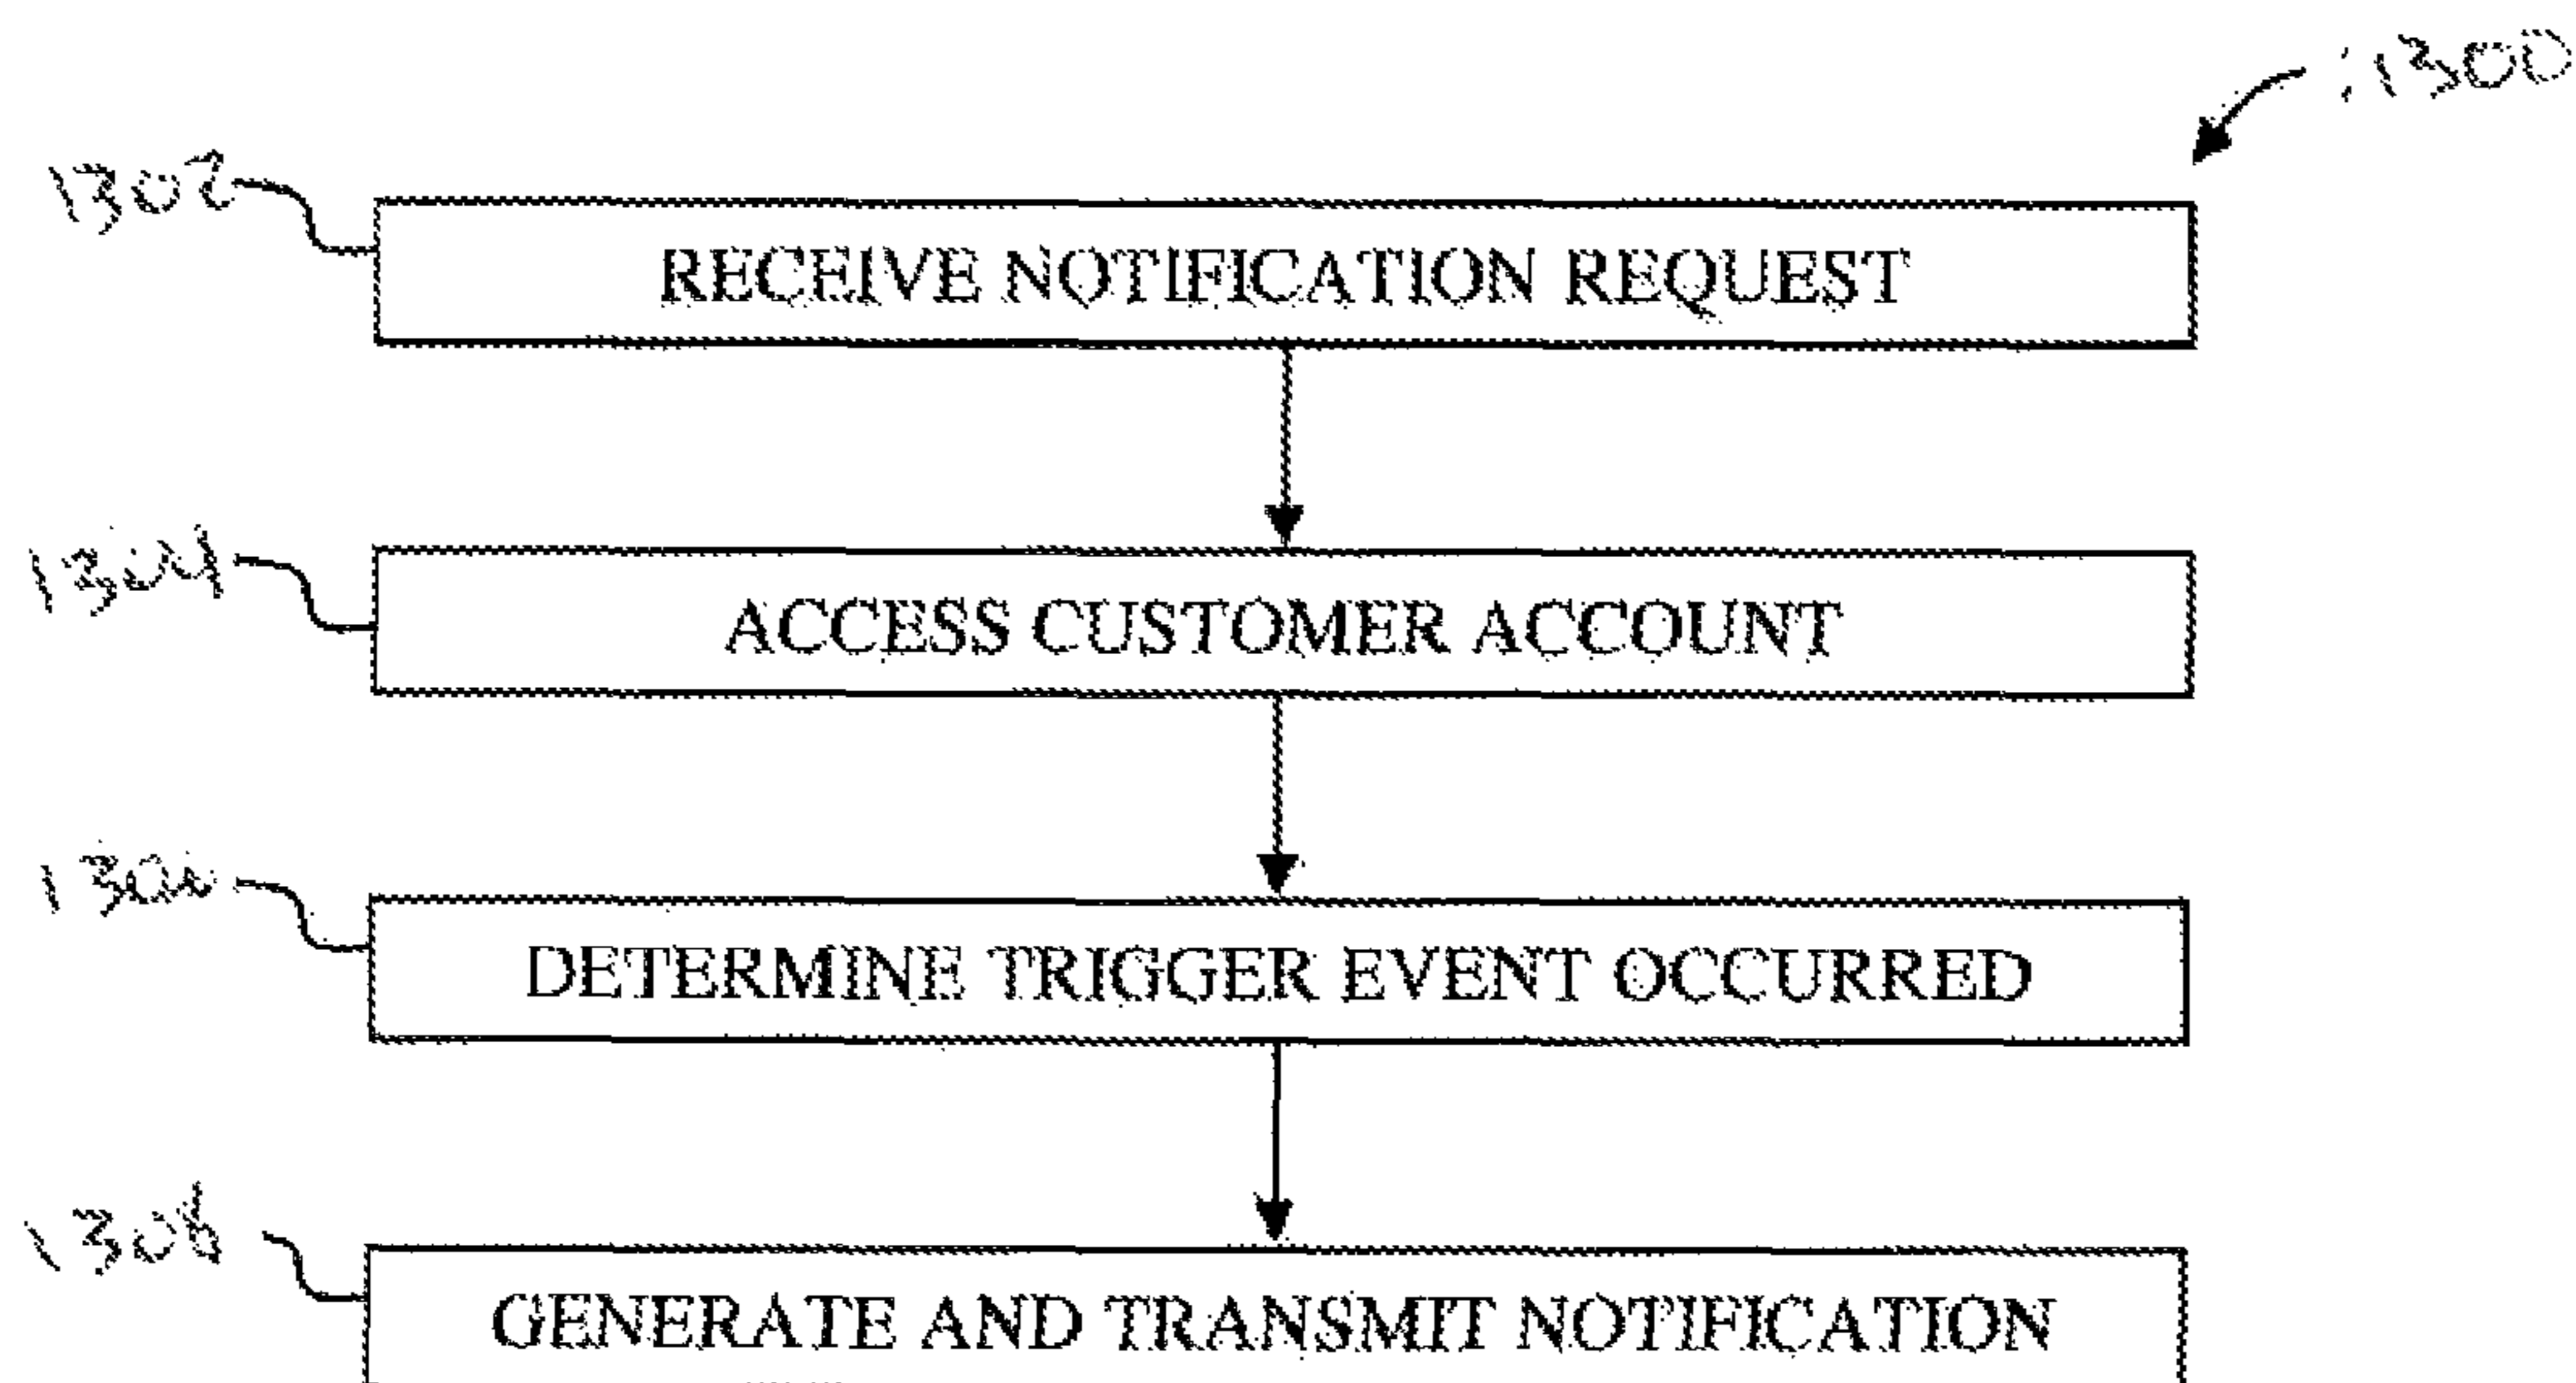 1300
1302
RECEIVE NOTIFICATION REQUEST
1304
ACCESS CUSTOMER ACCOUNT
1306
DETERMINE TRIGGER EVENT OCCURRED
1308
GENERATE AND TRANSMIT NOTIFICATION